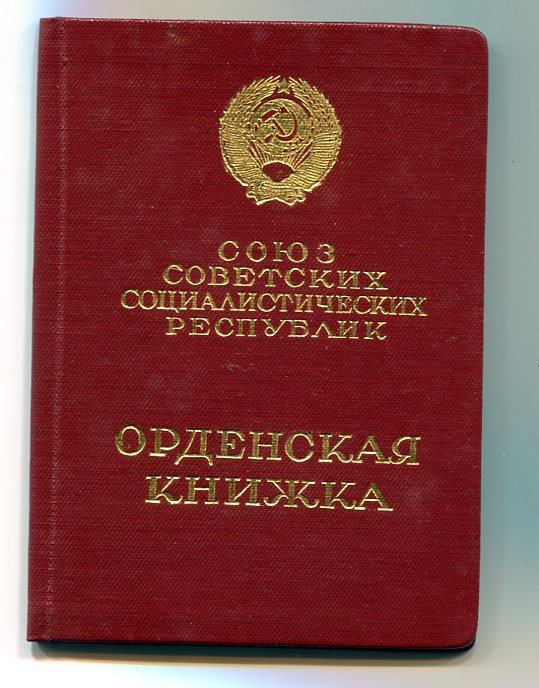 СОЮЗ
СОВЕТСКИХ
СОЦИАЛИСТИЧЕСКИХ
РЕСПУБЛИК
ОРДЕНСКАЯ
КНИЖКА